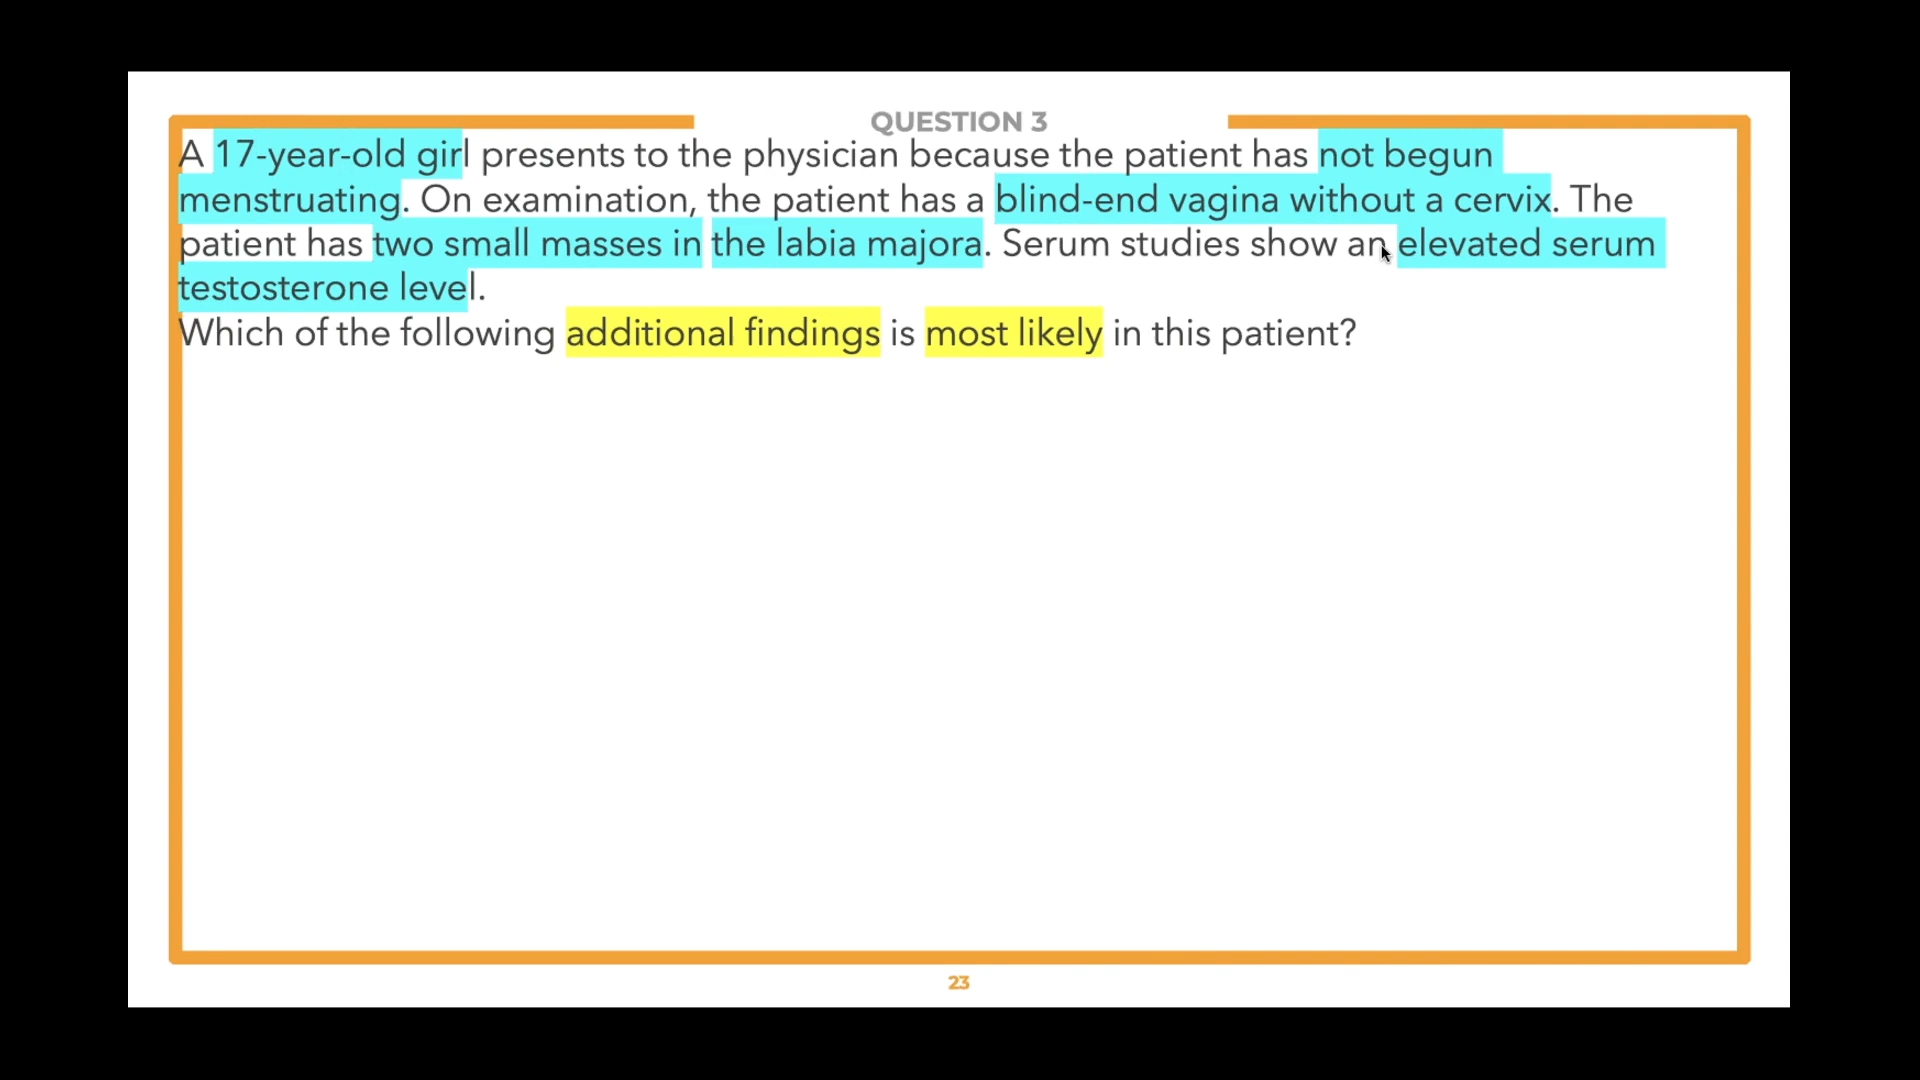 QUESTION 3
A 17-year-old girl presents to the physician because the patient has not begun
menstruating. On examination, the patient has a blind-end vagina without a cervix. The
patient has two small masses in the labia majora. Serum studies show an elevated serum
testosterone level.
Which of the following additional findings is most likely in this patient?
23